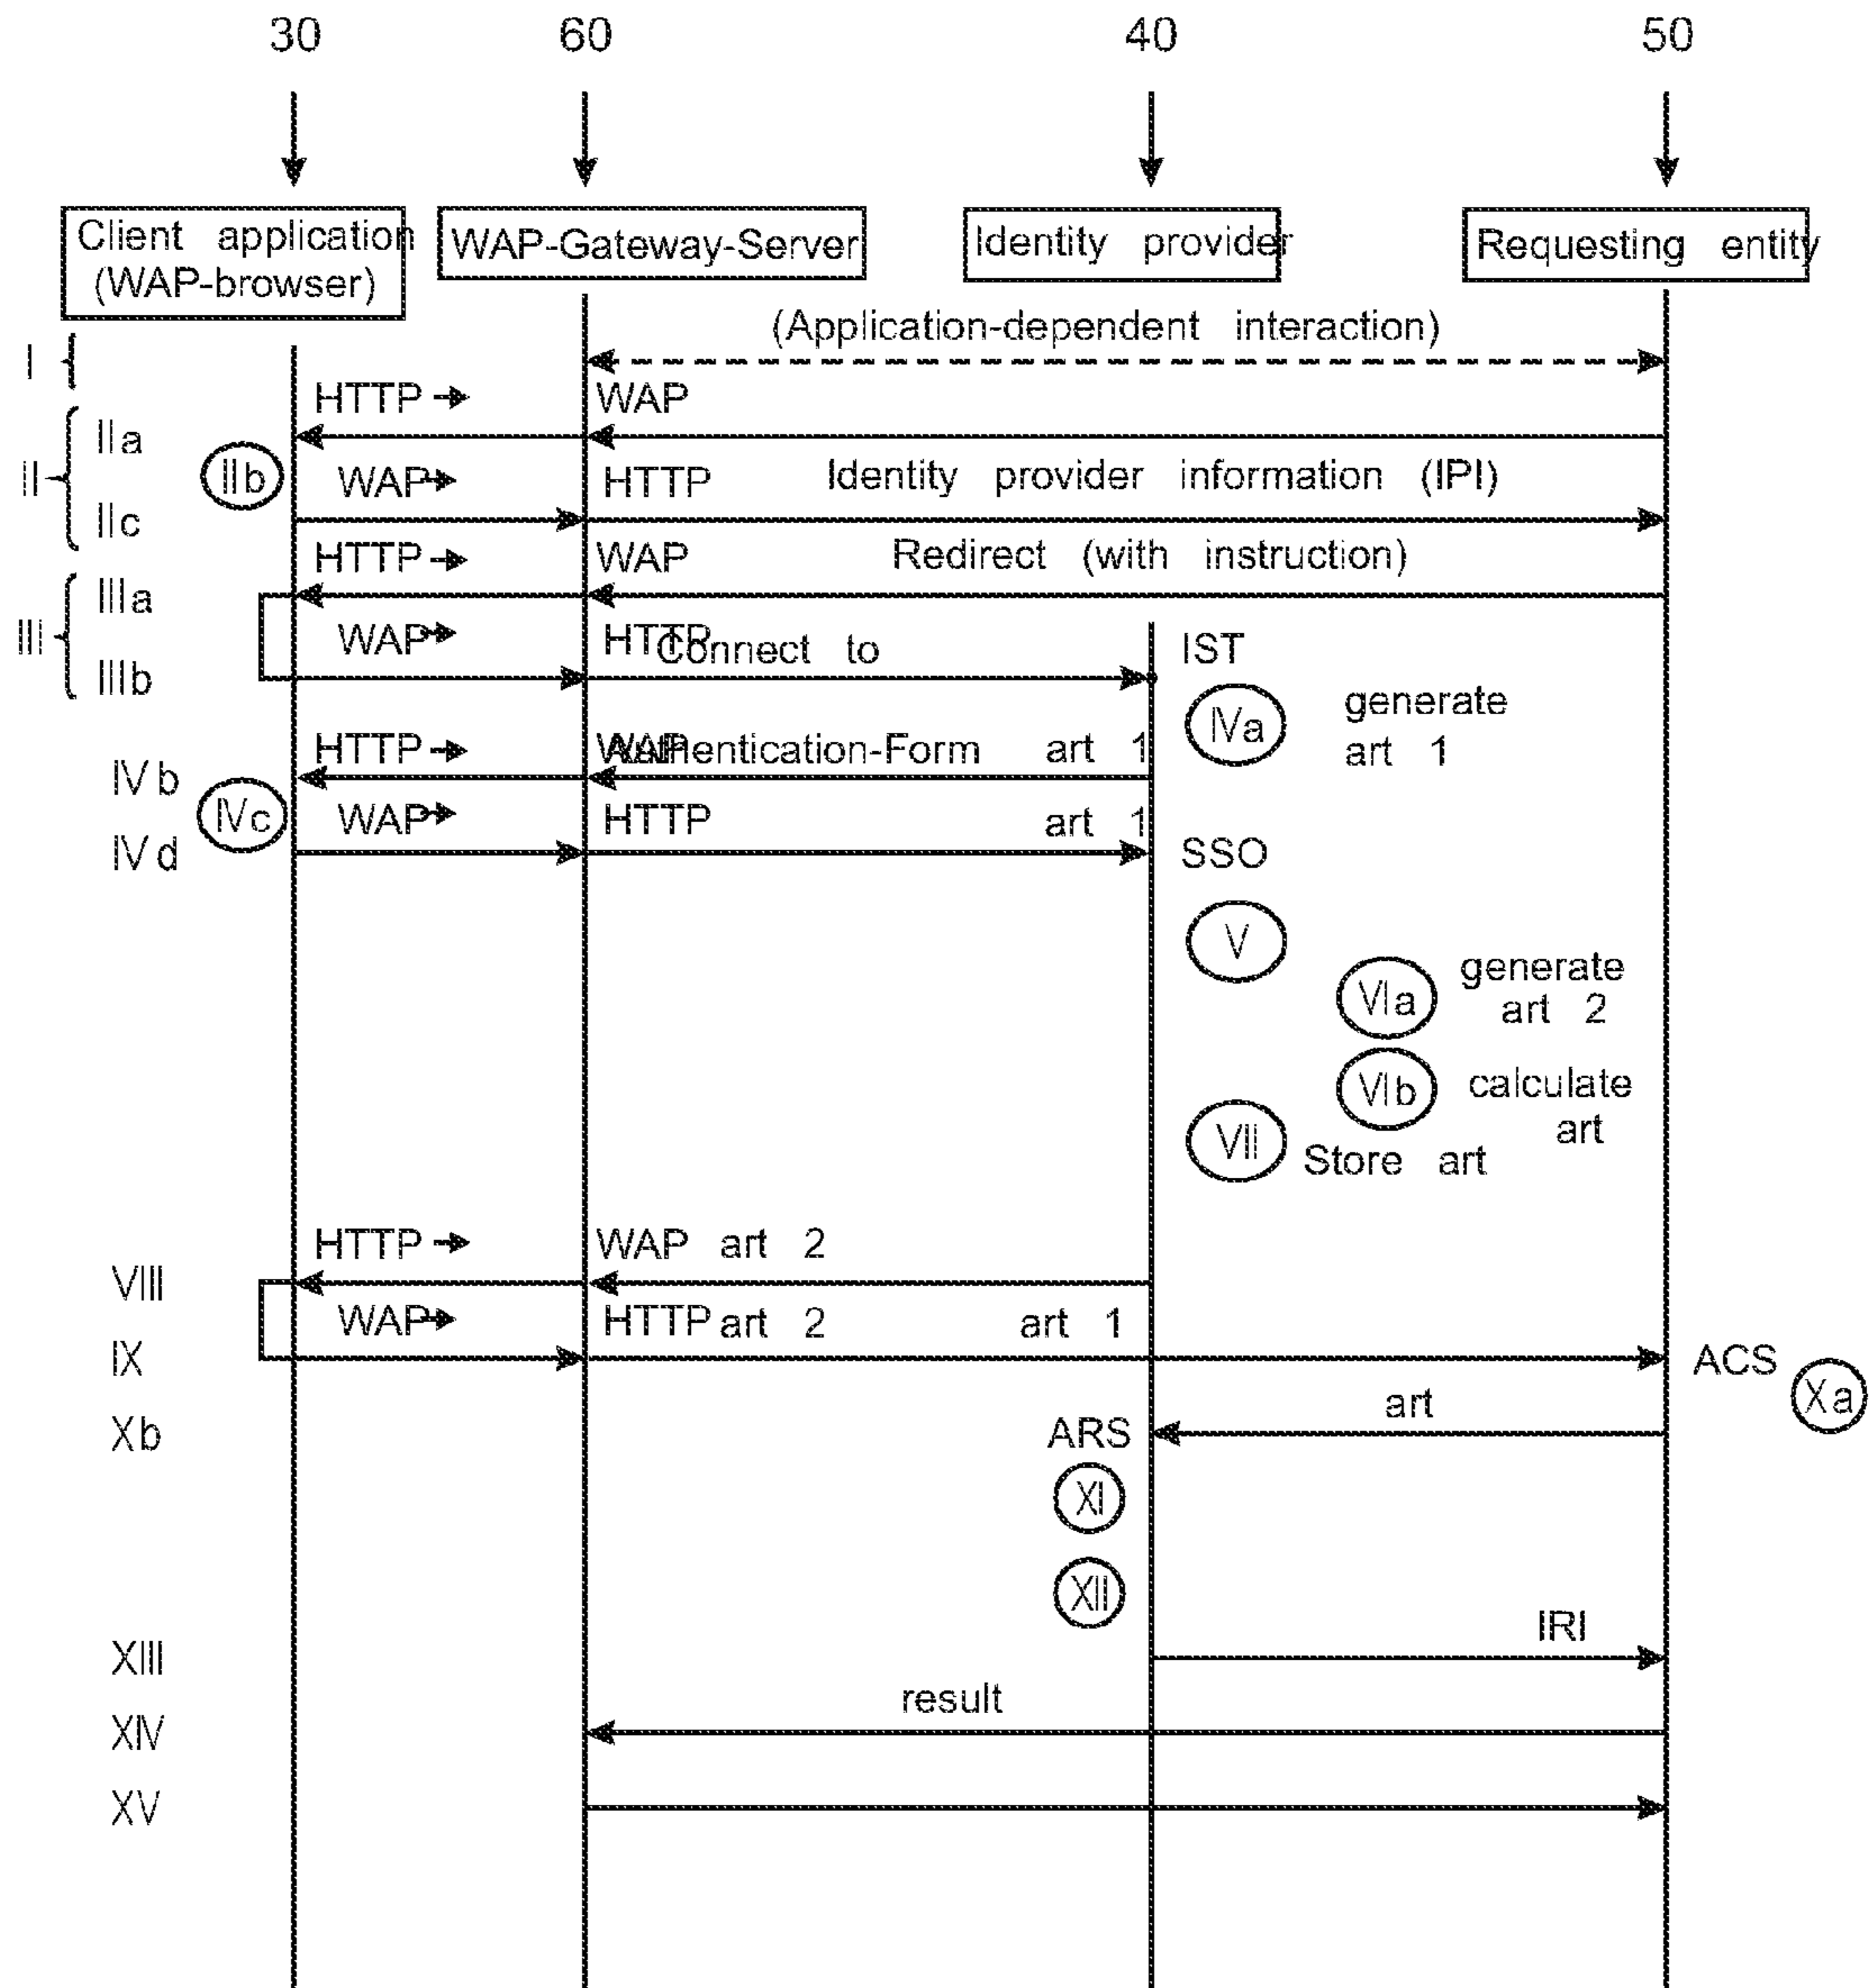 30 60 40 50
Client application
(WAP-browser)
WAP-Gateway-Server
Identity provider
Requesting entity
(Application-dependent interaction)
I
HTTP WAP
IIa
II
IIb
WAP HTTP Identity provider information (IPI)
IIc
HTTP WAP Redirect (with instruction)
IIIa
III
WAP HTTP Connect to IST
IIIb
IVa generate
art 1
HTTP WAP Authentication-Form art 1
IVb
IVc
WAP HTTP art 1
IVd SSO
V
VIa generate
art 2
VIb calculate
art
VII Store art
HTTP WAP art 2
VIII
WAP HTTP art 2 art 1
IX ACS
Xa
art
Xb ARS
XI
XII
IRI
XIII
result
XIV
XV